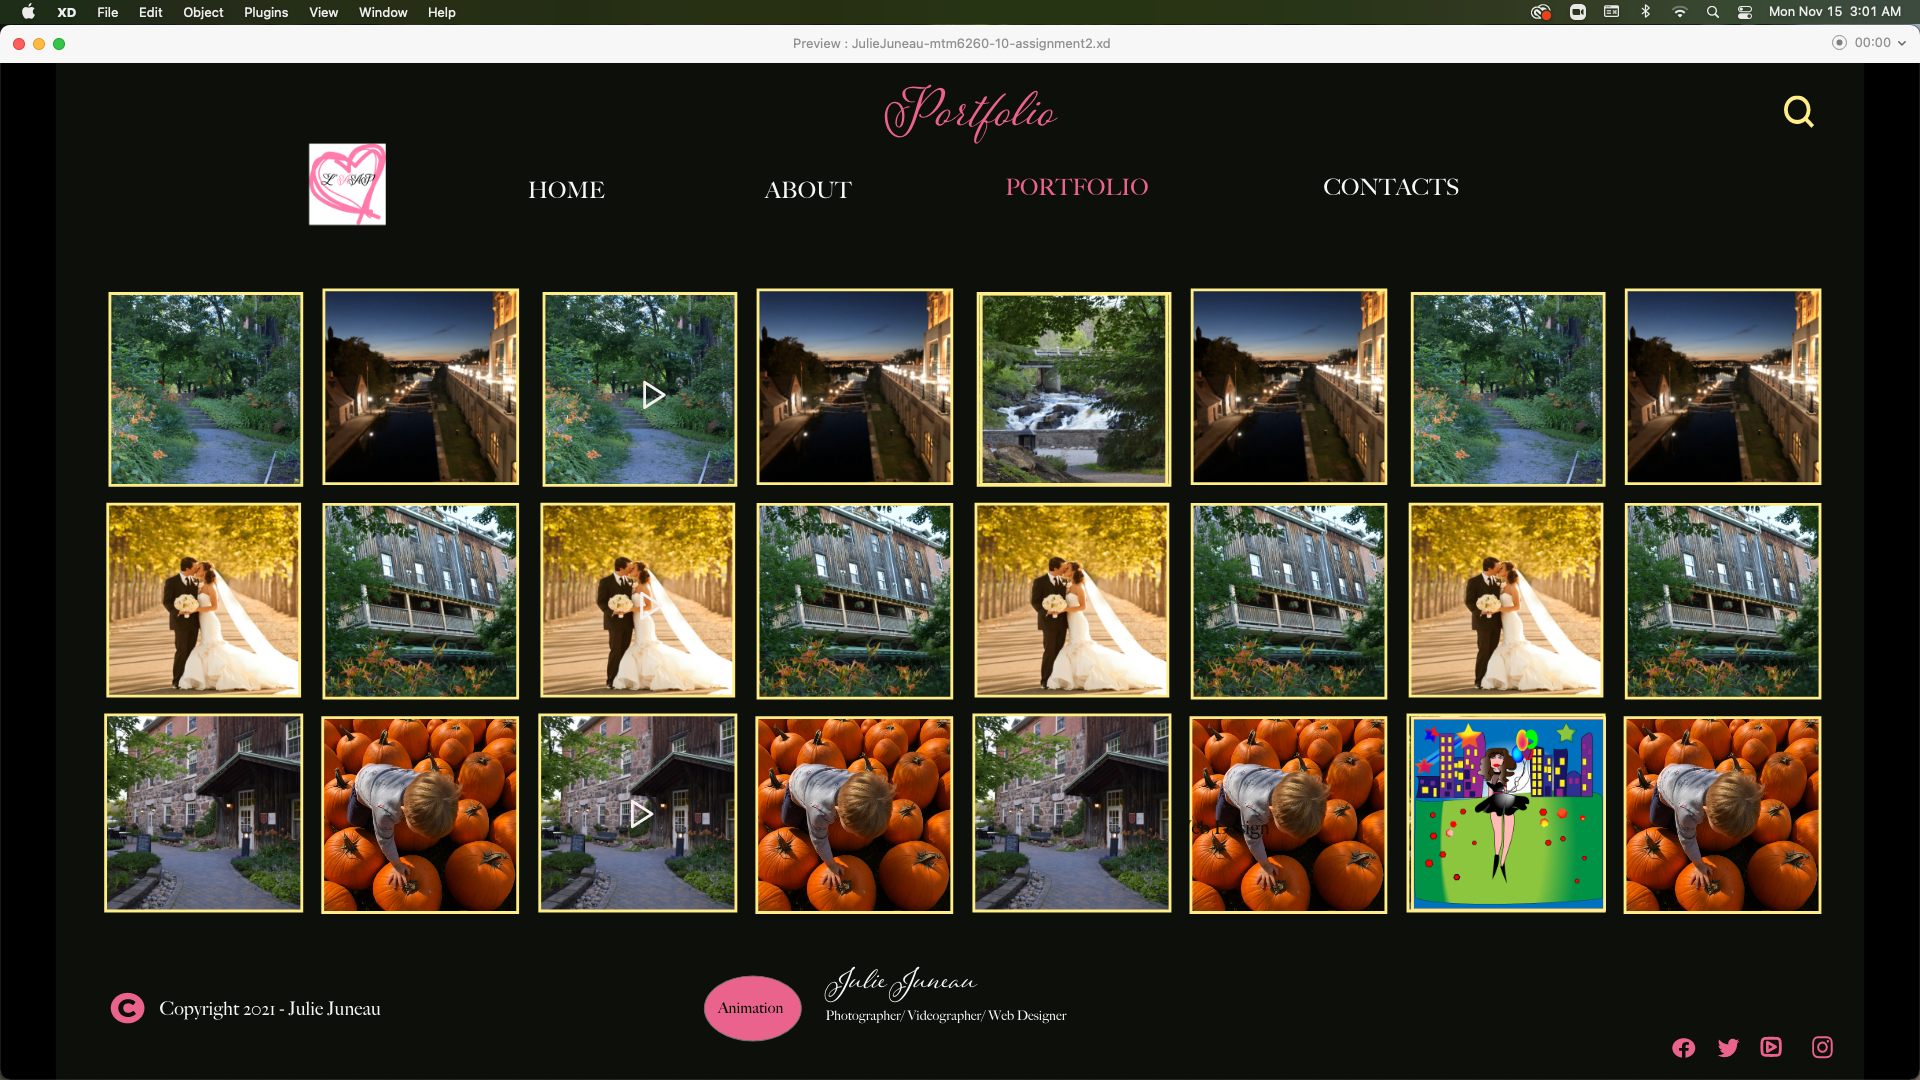 XD File Edit Object Plugins View Window Help
Mon Nov 15 3:01 AM
Preview : JulieJuneau-mtm6260-10-assignment2.xd
00:00
Portfolio
HOME ABOUT PORTFOLIO CONTACTS
Julie Juneau
C Copyright 2021 - Julie Juneau
Animation
Photographer/ Videographer/ Web Designer